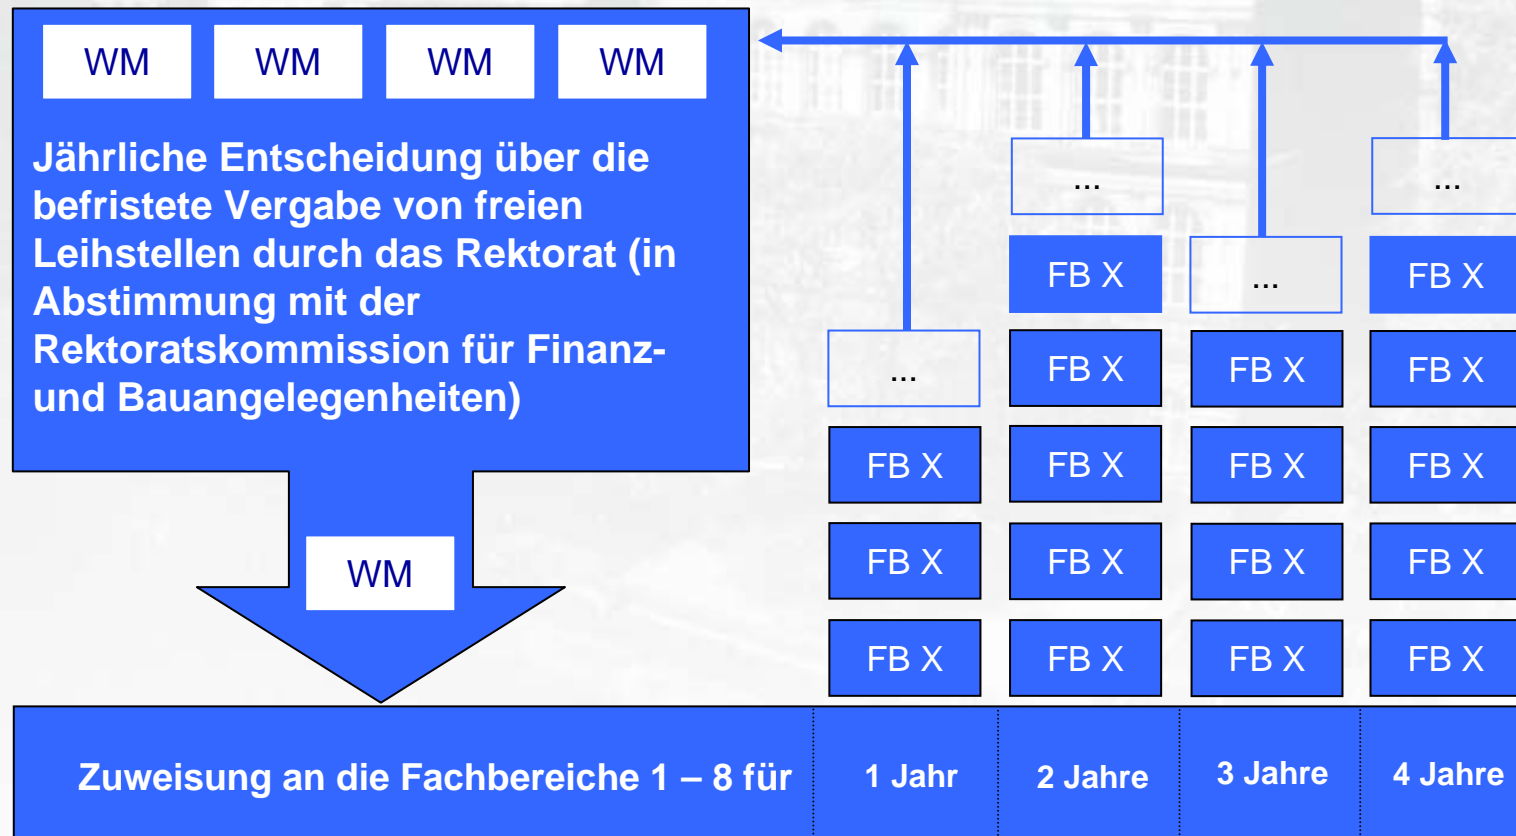 WM WM WM WM
Jährliche Entscheidung über die
befristete Vergabe von freien
Leihstellen durch das Rektorat (in
Abstimmung mit der
Rektoratskommission für Finanz-
und Bauangelegenheiten)
WM
... ...
FB X ... FB X
... FB X FB X FB X
FB X FB X FB X FB X
FB X FB X FB X FB X
FB X FB X FB X FB X
Zuweisung an die Fachbereiche 1 – 8 für 1 Jahr 2 Jahre 3 Jahre 4 Jahre